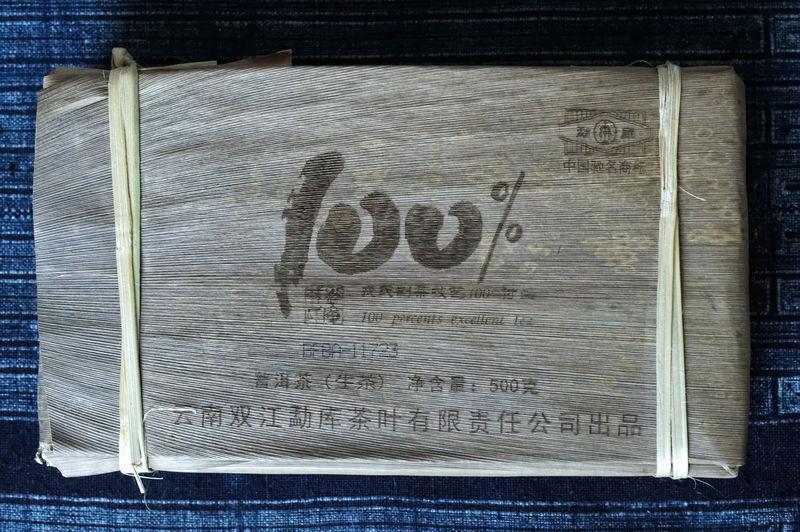 中国驰名商标
100%
100 percents excellent tea
BFBA-11723
普洱茶（生茶） 净含量：500克
云南双江勐库茶叶有限责任公司出品